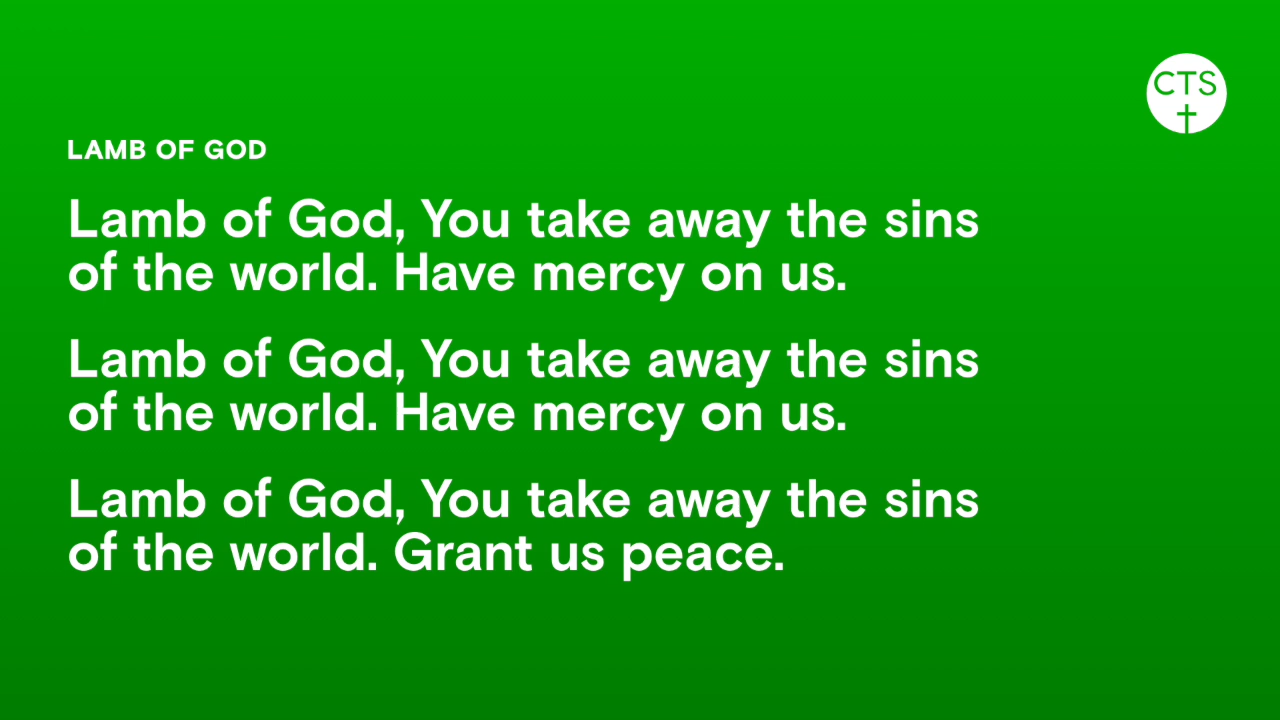 CTS
LAMB OF GOD
Lamb of God, You take away the sins
of the world. Have mercy on us.
Lamb of God, You take away the sins
of the world. Have mercy on us.
Lamb of God, You take away the sins
of the world. Grant us peace.